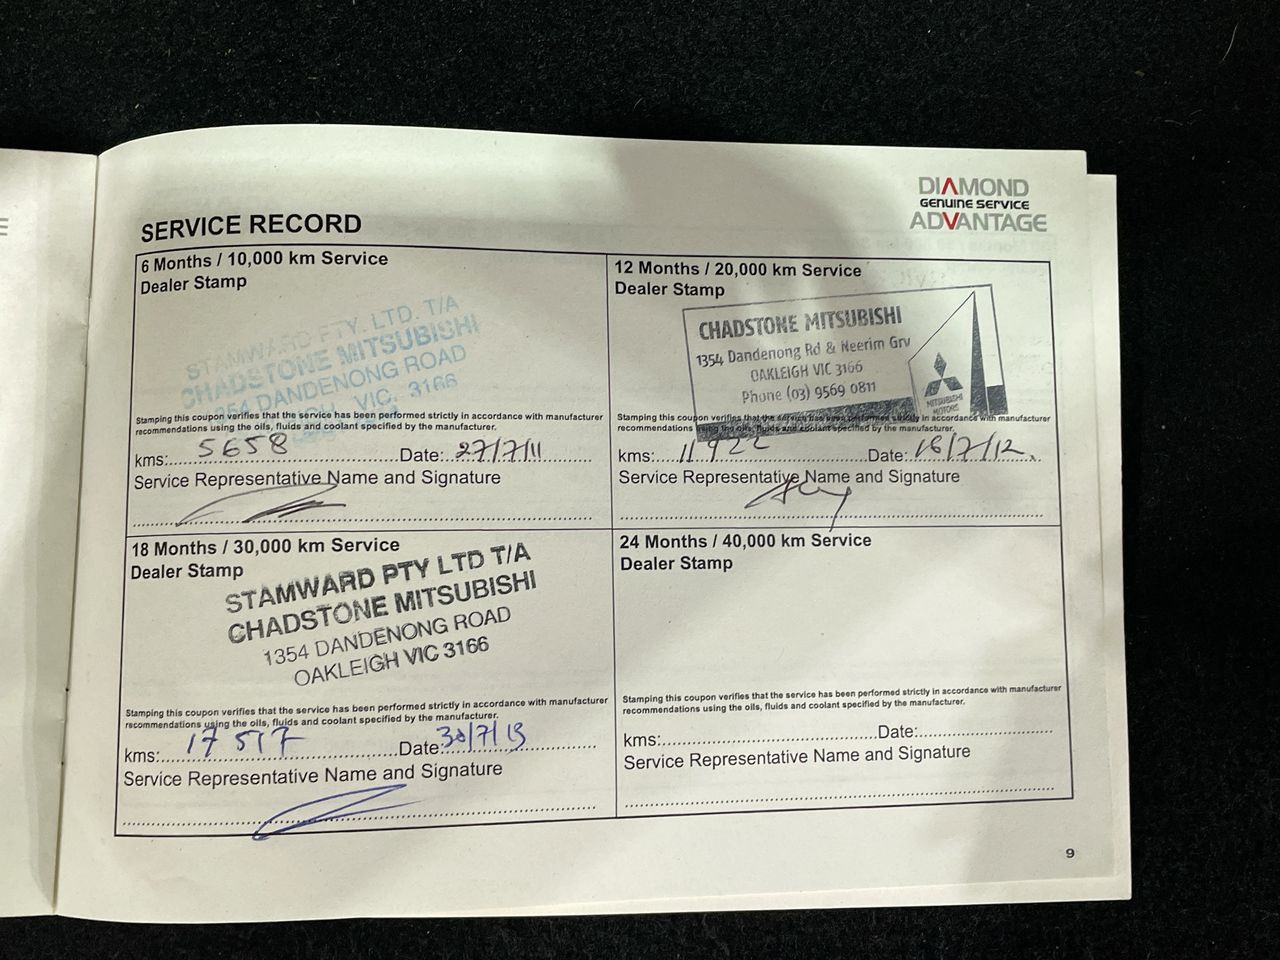 DIAMOND
GENUINE SERVICE
ADVANTAGE
SERVICE RECORD
6 Months / 10,000 km Service
Dealer Stamp
STAMWARD PTY. LTD. T/A
CHADSTONE MITSUBISHI
1354 DANDENONG ROAD
VIC. 3166
Stamping this coupon verifies that the service has been performed strictly in accordance with manufacturer
recommendations using the oils, fluids and coolant specified by the manufacturer.
kms: 5658 Date: 27/7/11
Service Representative Name and Signature
12 Months / 20,000 km Service
Dealer Stamp
CHADSTONE MITSUBISHI
1354 Dandenong Rd & Neerim Grv
OAKLEIGH VIC 3166
Phone (03) 9569 0811
MITSUBISHI
MOTORS
Stamping this coupon verifies that the service has been performed strictly in accordance with manufacturer
recommendations using the oils, fluids and coolant specified by the manufacturer.
kms: 11922 Date: 16/7/12
Service Representative Name and Signature
18 Months / 30,000 km Service
Dealer Stamp
STAMWARD PTY LTD T/A
CHADSTONE MITSUBISHI
1354 DANDENONG ROAD
OAKLEIGH VIC 3166
Stamping this coupon verifies that the service has been performed strictly in accordance with manufacturer
recommendations using the oils, fluids and coolant specified by the manufacturer.
kms: 17517 Date: 30/7/13
Service Representative Name and Signature
24 Months / 40,000 km Service
Dealer Stamp
Stamping this coupon verifies that the service has been performed strictly in accordance with manufacturer
recommendations using the oils, fluids and coolant specified by the manufacturer.
kms: Date:
Service Representative Name and Signature
9